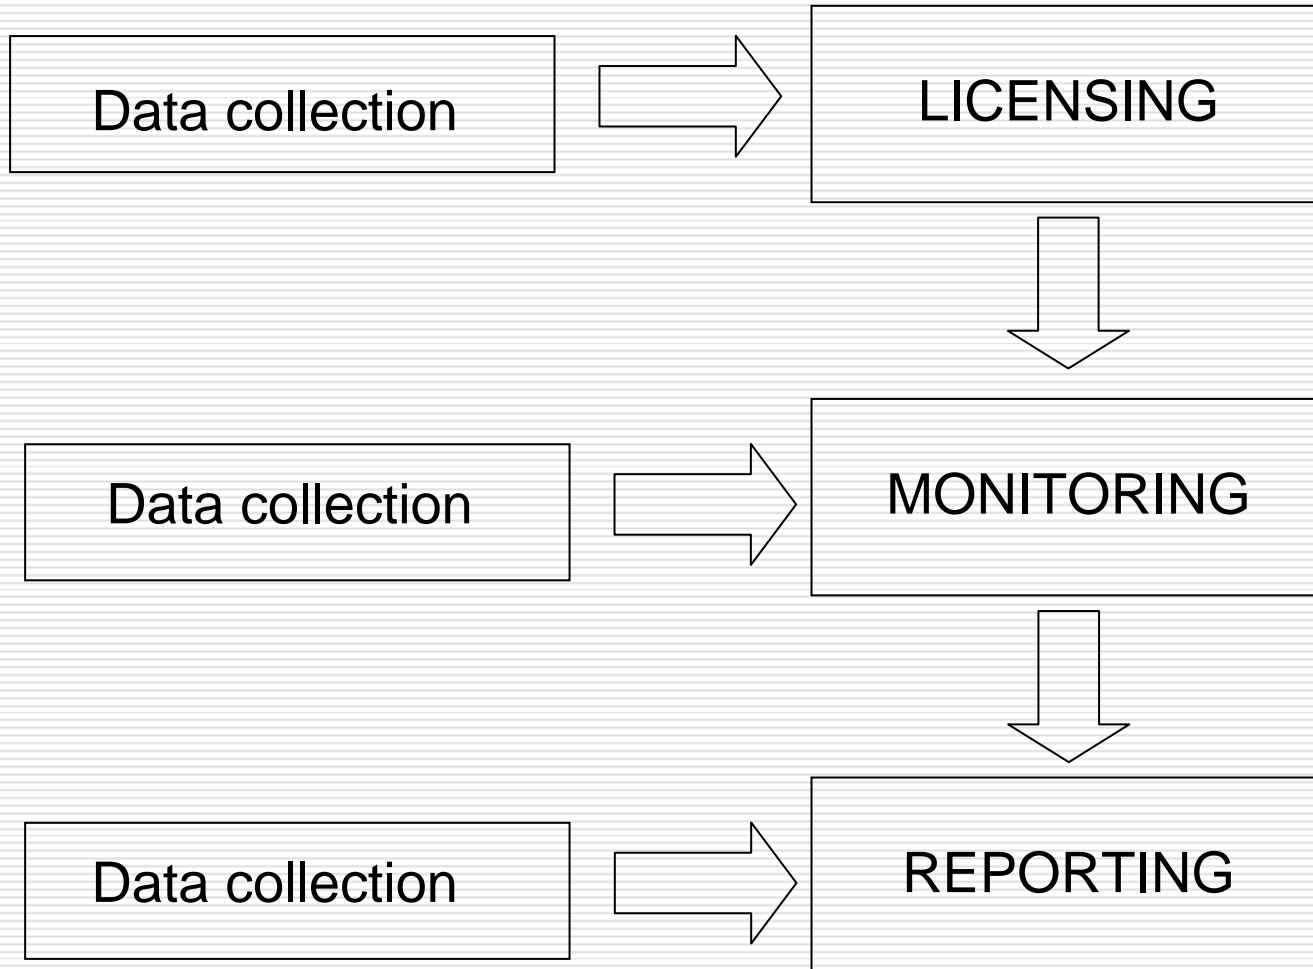 Data collection
LICENSING
Data collection
MONITORING
Data collection
REPORTING